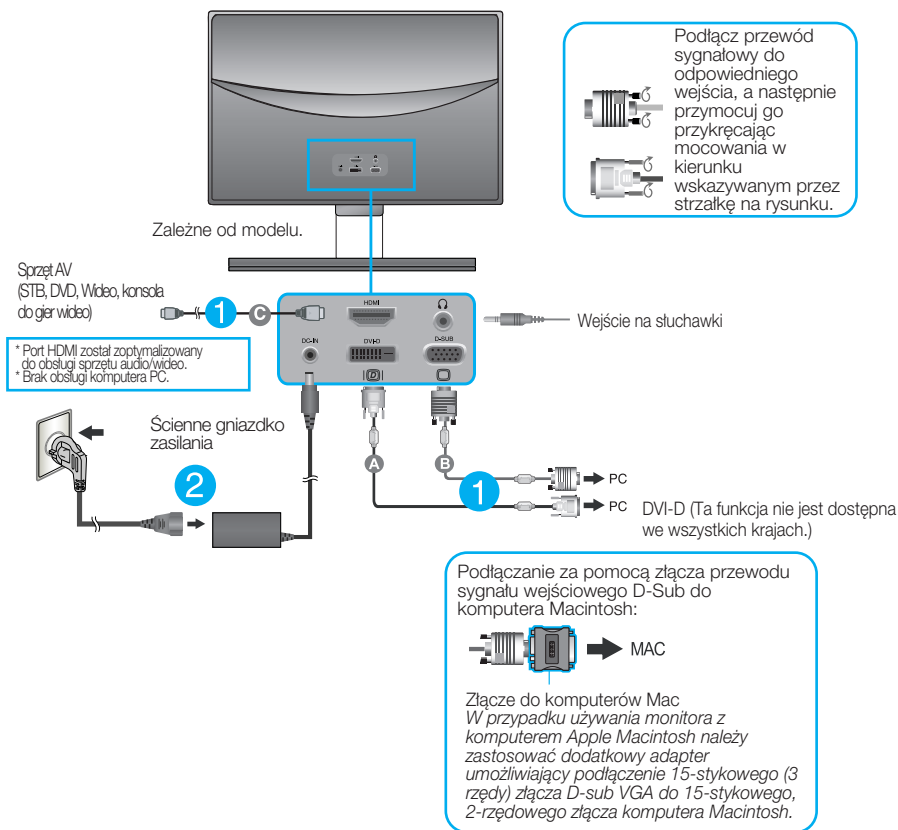 Podłącz przewód
sygnałowy do
odpowiedniego
wejścia, a następnie
przymocuj go
przykręcając
mocowania w
kierunku
wskazywanym przez
strzałkę na rysunku.
Zależne od modelu.
Sprzęt AV
(STB, DVD, Wideo, konsola
do gier wideo)
1
C
HDMI
DC-IN
DVI-D
D-SUB
Wejście na słuchawki
* Port HDMI został zoptymalizowany
do obsługi sprzętu audio/wideo.
* Brak obsługi komputera PC.
Ścienne gniazdko
zasilania
2
D
A
B
1
PC
PC
DVI-D (Ta funkcja nie jest dostępna
we wszystkich krajach.)
Podłączanie za pomocą złącza przewodu
sygnału wejściowego D-Sub do
komputera Macintosh:
MAC
Złącze do komputerów Mac
W przypadku używania monitora z
komputerem Apple Macintosh należy
zastosować dodatkowy adapter
umożliwiający podłączenie 15-stykowego (3
rzędy) złącza D-sub VGA do 15-stykowego,
2-rzędowego złącza komputera Macintosh.